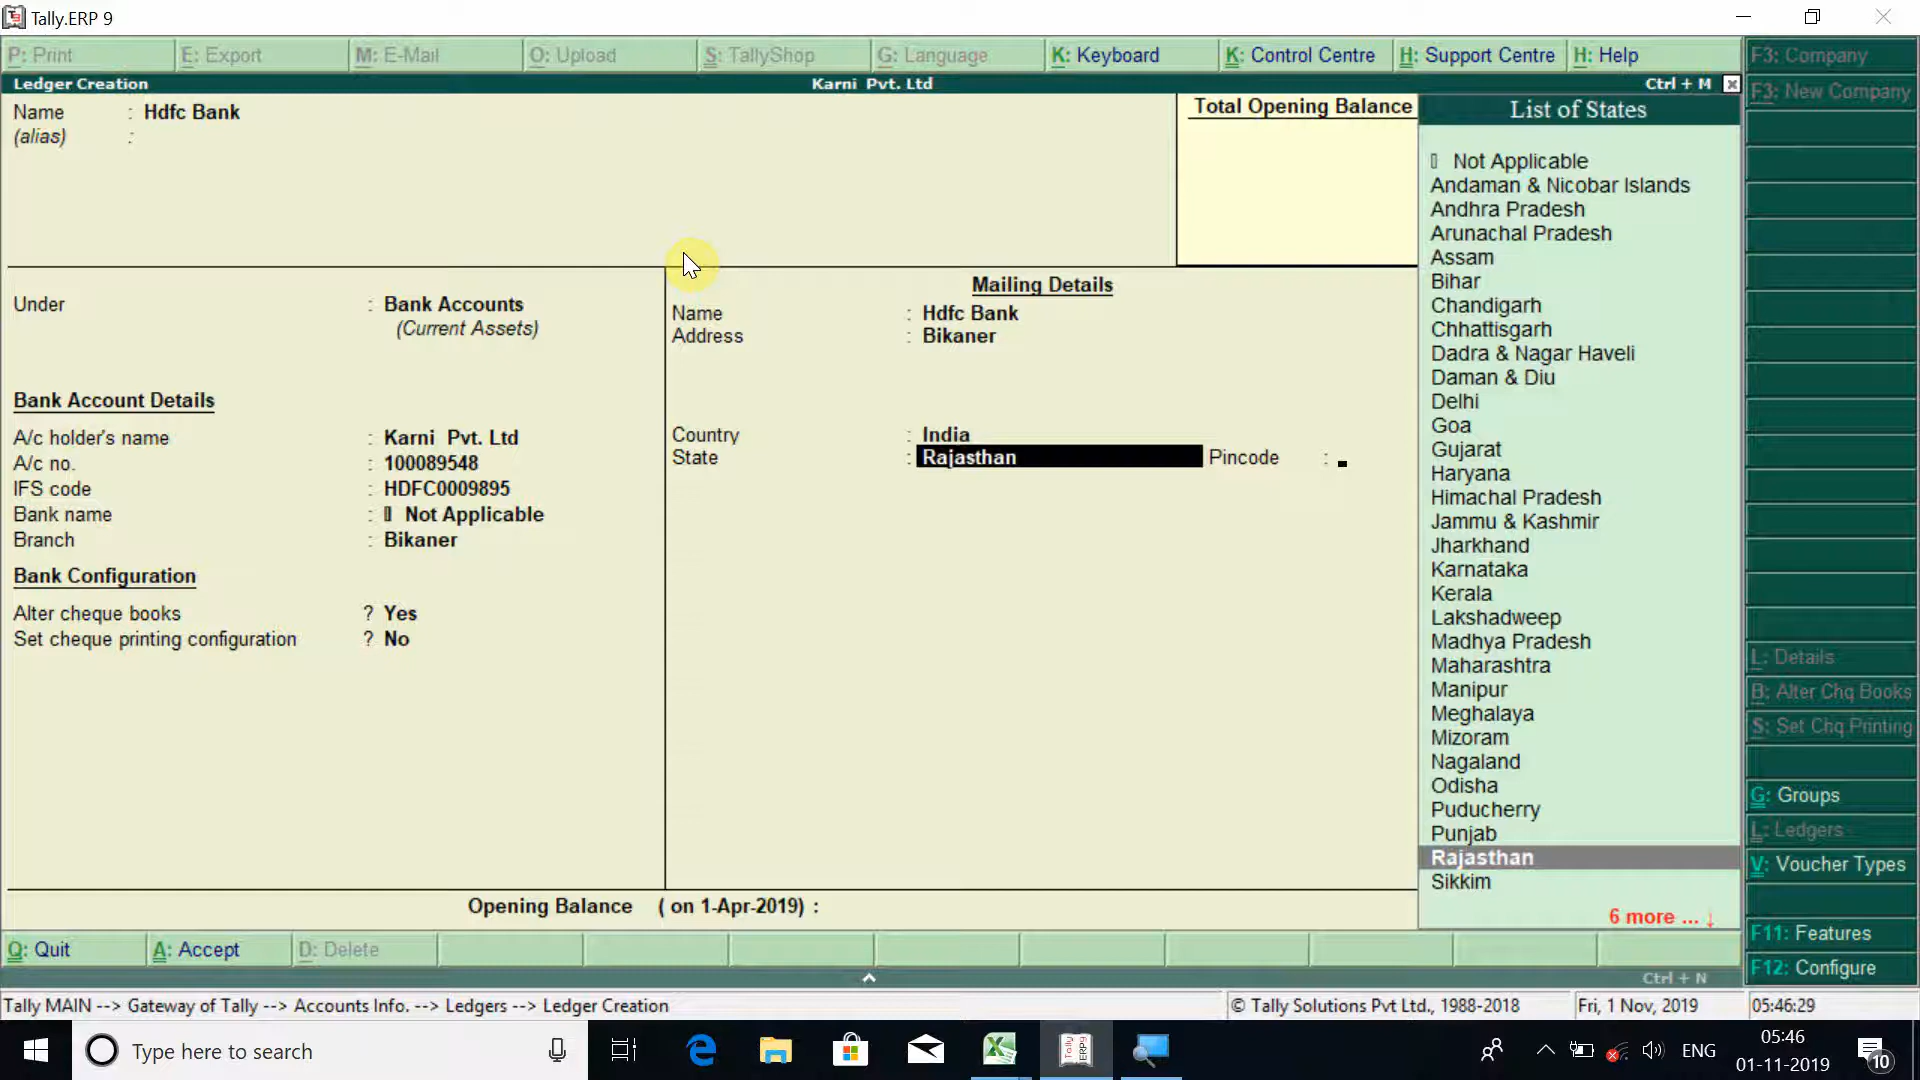 Tally.ERP 9
P: Print E: Export M: E-Mail O: Upload S: TallyShop G: Language K: Keyboard K: Control Centre H: Support Centre H: Help
Ledger Creation Karni Pvt. Ltd Ctrl + M
Name : Hdfc Bank
(alias) :
Total Opening Balance
Under : Bank Accounts
(Current Assets)
Bank Account Details
A/c holder's name : Karni Pvt. Ltd
A/c no. : 100089548
IFS code : HDFC0009895
Bank name : Not Applicable
Branch : Bikaner
Bank Configuration
Alter cheque books ? Yes
Set cheque printing configuration ? No
Mailing Details
Name : Hdfc Bank
Address : Bikaner
Country : India
State : Rajasthan Pincode :
Opening Balance ( on 1-Apr-2019) :
List of States
Not Applicable
Andaman & Nicobar Islands
Andhra Pradesh
Arunachal Pradesh
Assam
Bihar
Chandigarh
Chhattisgarh
Dadra & Nagar Haveli
Daman & Diu
Delhi
Goa
Gujarat
Haryana
Himachal Pradesh
Jammu & Kashmir
Jharkhand
Karnataka
Kerala
Lakshadweep
Madhya Pradesh
Maharashtra
Manipur
Meghalaya
Mizoram
Nagaland
Odisha
Puducherry
Punjab
Rajasthan
Sikkim
6 more ... ↓
F3: Company
F3: New Company
L: Details
B: Alter Chq Books
S: Set Chq Printing
G: Groups
L: Ledgers
V: Voucher Types
F11: Features
F12: Configure
Q: Quit A: Accept D: Delete
Ctrl + N
Tally MAIN --> Gateway of Tally --> Accounts Info. --> Ledgers --> Ledger Creation © Tally Solutions Pvt Ltd., 1988-2018 Fri, 1 Nov, 2019 05:46:29
Type here to search
Tally ERP9
ENG
05:46
01-11-2019
10